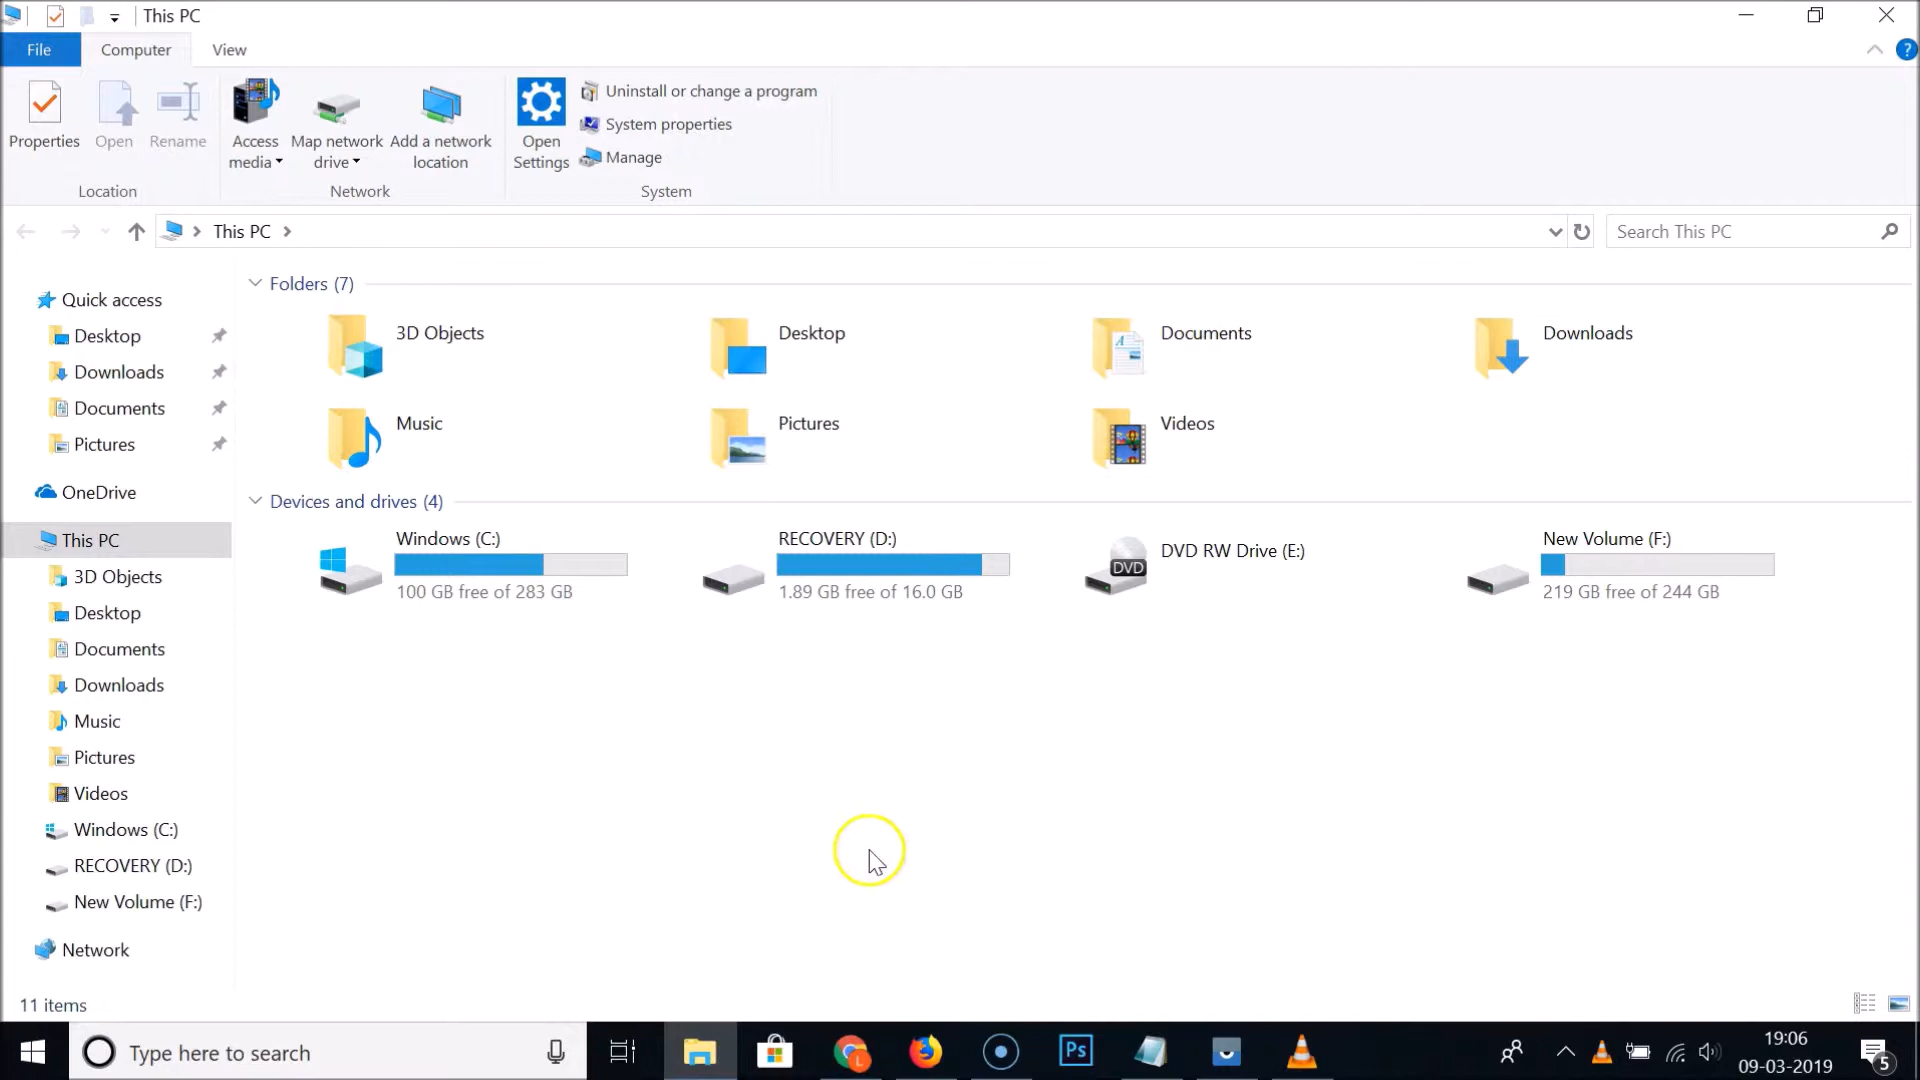 This PC
File
Computer
View
Properties
Open
Rename
Access
media
Map network
drive
Add a network
location
Open
Settings
Uninstall or change a program
System properties
Manage
Location
Network
System
This PC
Search This PC
Quick access
Desktop
Downloads
Documents
Pictures
OneDrive
This PC
3D Objects
Desktop
Documents
Downloads
Music
Pictures
Videos
Windows (C:)
RECOVERY (D:)
New Volume (F:)
Network
Folders (7)
3D Objects
Desktop
Documents
Downloads
Music
Pictures
Videos
Devices and drives (4)
Windows (C:)
100 GB free of 283 GB
RECOVERY (D:)
1.89 GB free of 16.0 GB
DVD
DVD RW Drive (E:)
New Volume (F:)
219 GB free of 244 GB
11 items
Type here to search
L
Ps
19:06
09-03-2019
5